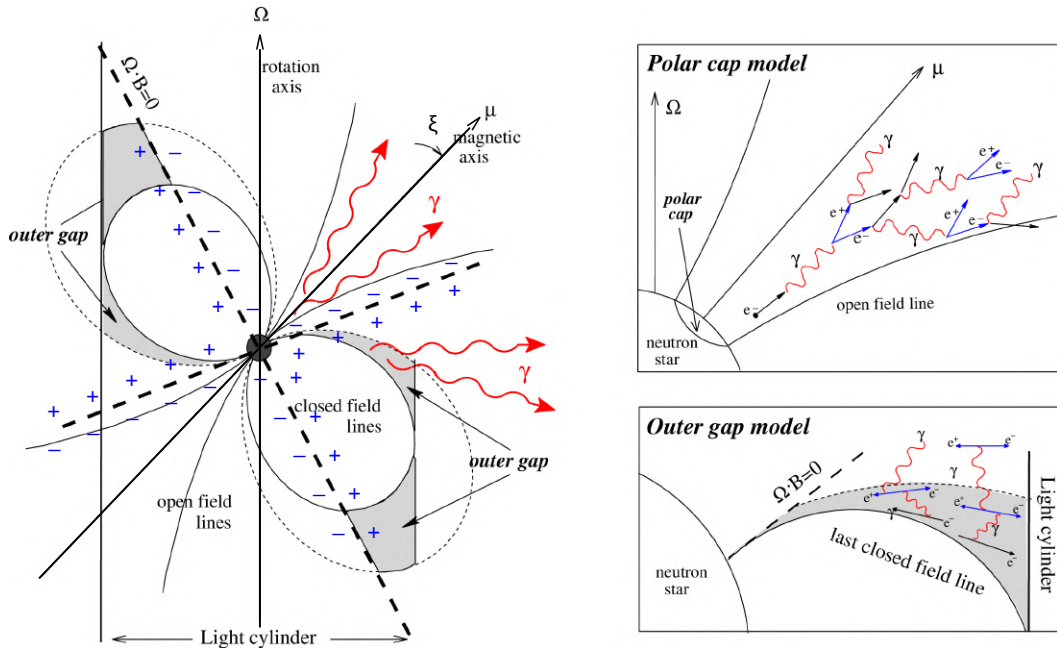 Ω
rotation
axis
Ω·B=0
ξ
μ
magnetic
axis
+
−
outer gap
γ
γ
closed field
lines
outer gap
open field
lines
Light cylinder
Polar cap model
Ω
μ
polar
cap
e⁻
γ
e⁺
e⁻
γ
γ
γ
e⁺
e⁻
e⁺
e⁻
γ
open field line
neutron
star
Outer gap model
Ω·B=0
e⁺
e⁻
γ
γ
e⁺
e⁻
e⁺
e⁻
γ
e⁻
γ
e⁻
last closed field line
neutron
star
Light cylinder